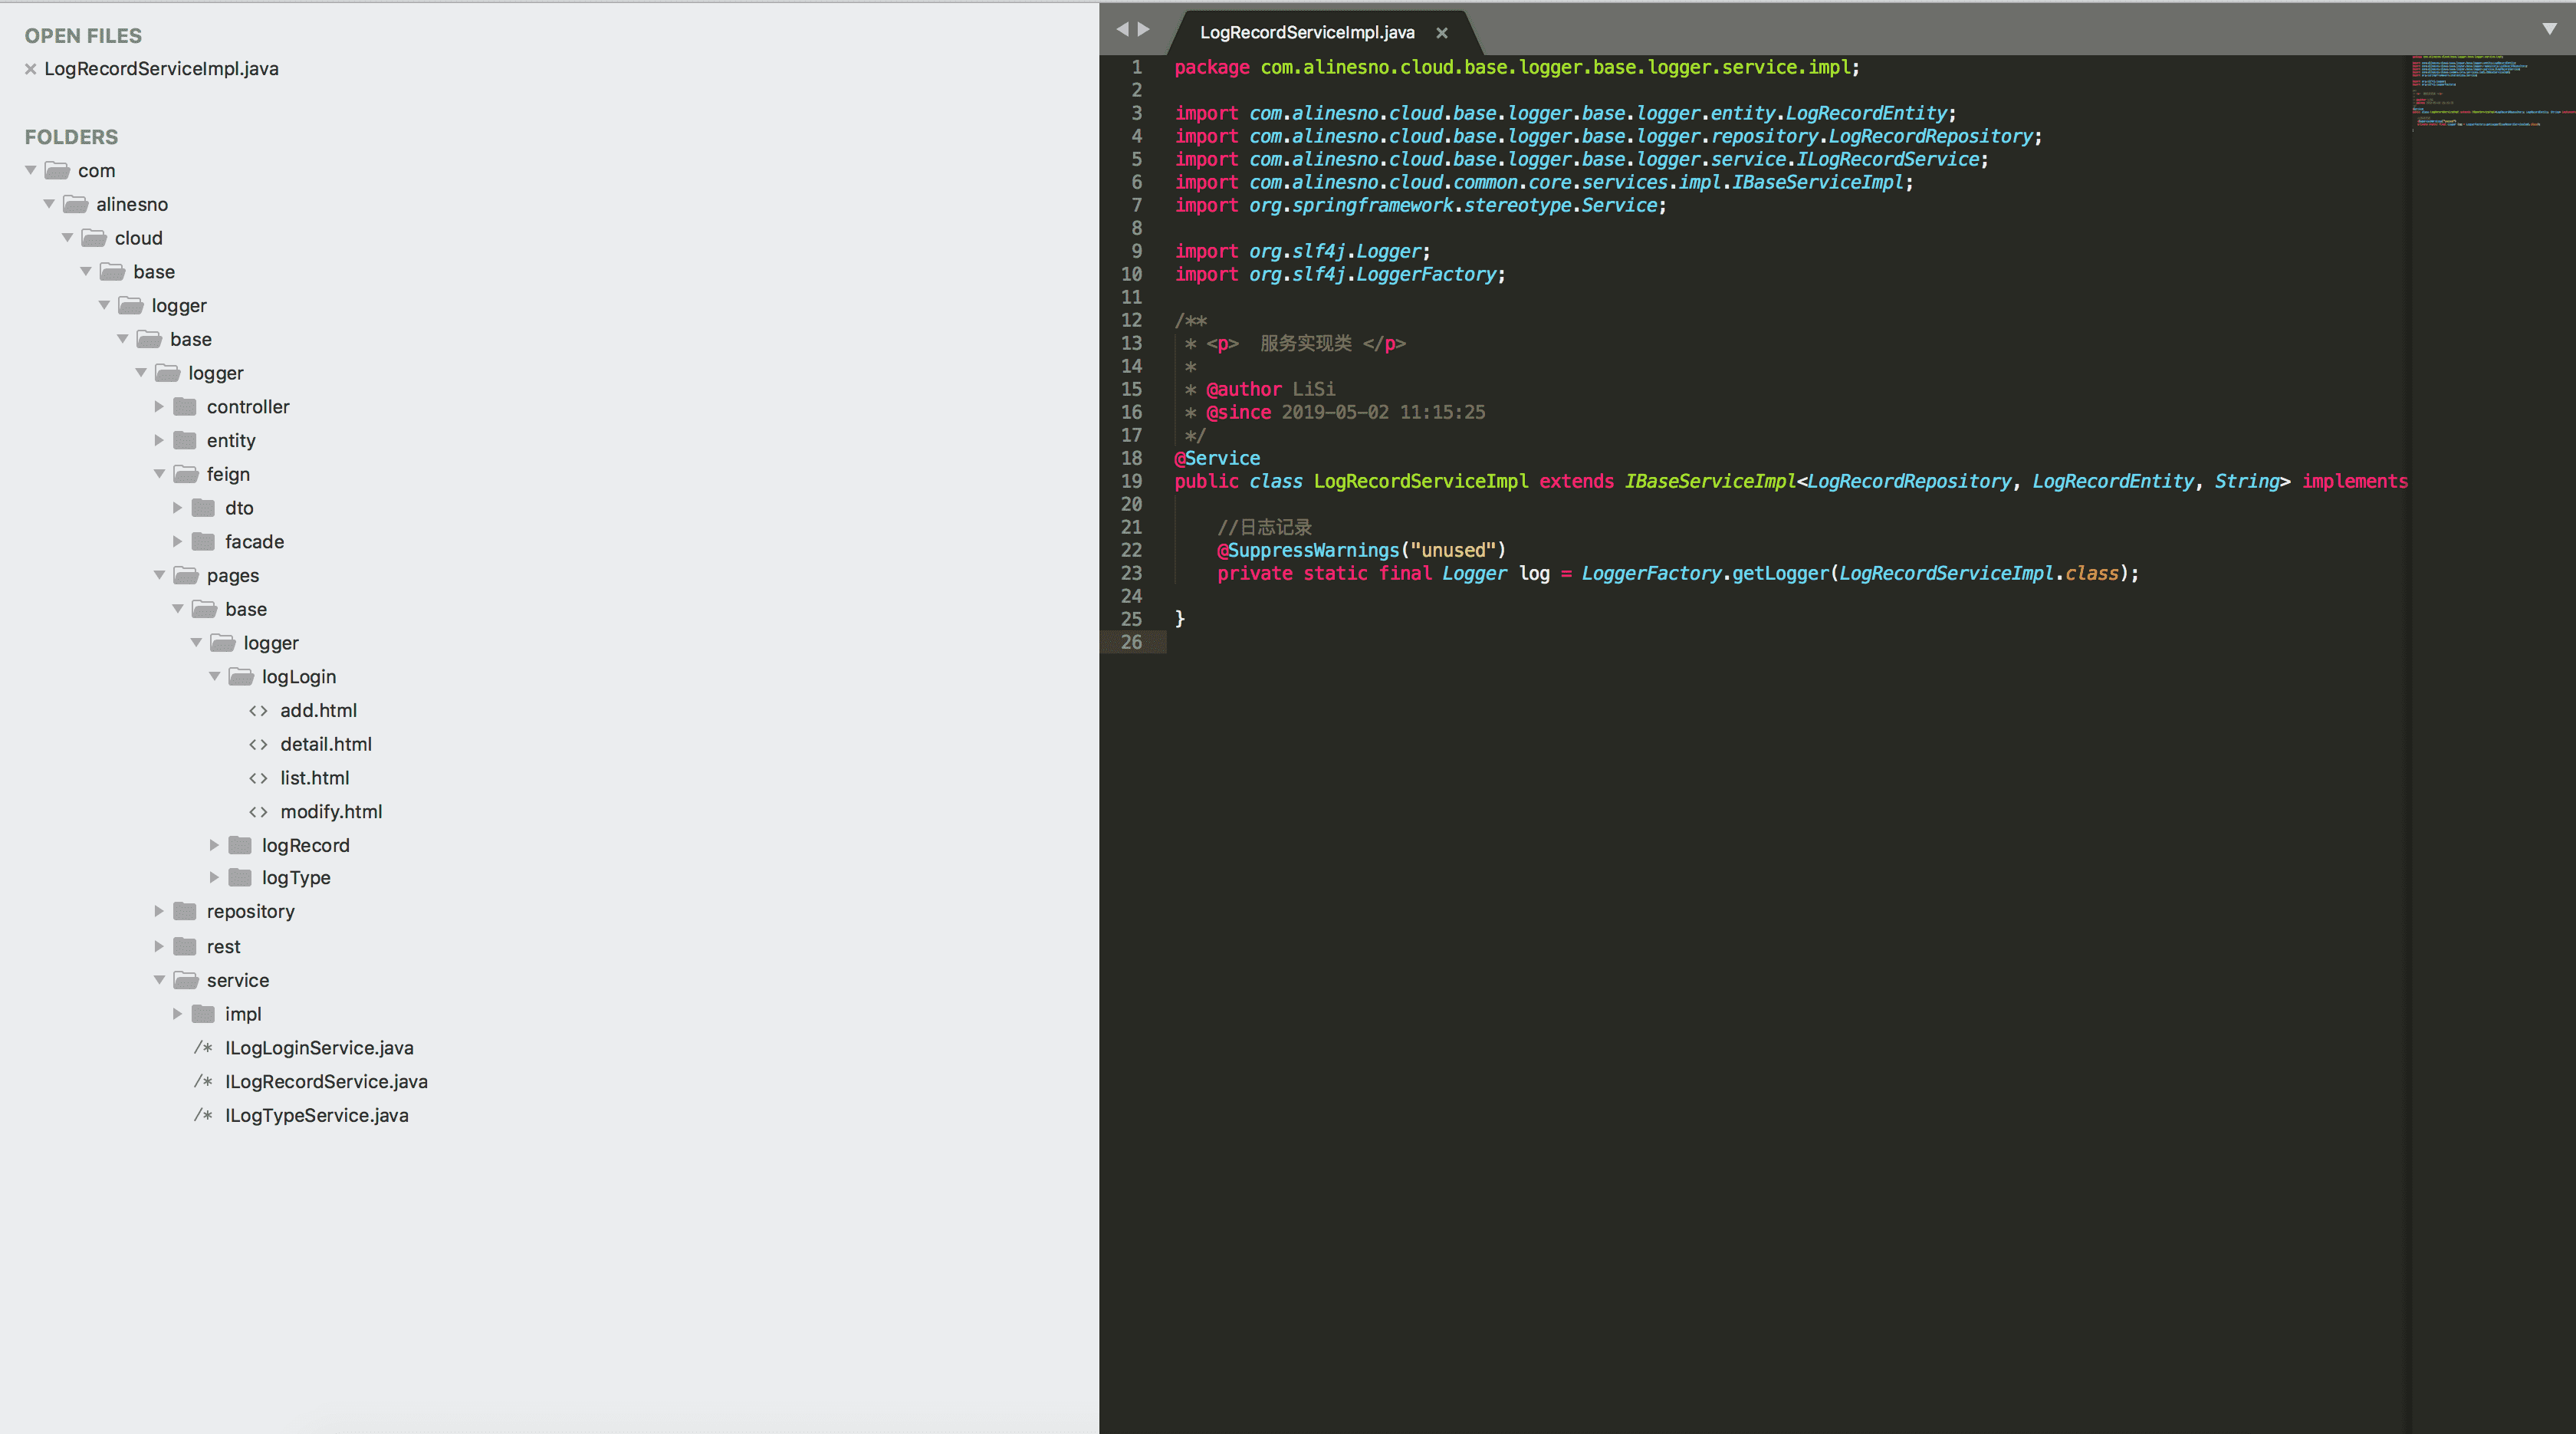 OPEN FILES
LogRecordServiceImpl.java
FOLDERS
com
alinesno
cloud
base
logger
base
logger
controller
entity
feign
dto
facade
pages
base
logger
logLogin
<> add.html
<> detail.html
<> list.html
<> modify.html
logRecord
logType
repository
rest
service
impl
/* ILogLoginService.java
/* ILogRecordService.java
/* ILogTypeService.java
LogRecordServiceImpl.java
1 package com.alinesno.cloud.base.logger.base.logger.service.impl;
2
3 import com.alinesno.cloud.base.logger.base.logger.entity.LogRecordEntity;
4 import com.alinesno.cloud.base.logger.base.logger.repository.LogRecordRepository;
5 import com.alinesno.cloud.base.logger.base.logger.service.ILogRecordService;
6 import com.alinesno.cloud.common.core.services.impl.IBaseServiceImpl;
7 import org.springframework.stereotype.Service;
8
9 import org.slf4j.Logger;
10 import org.slf4j.LoggerFactory;
11
12 /**
13 * <p>  服务实现类 </p>
14 *
15 * @author LiSi
16 * @since 2019-05-02 11:15:25
17 */
18 @Service
19 public class LogRecordServiceImpl extends IBaseServiceImpl<LogRecordRepository, LogRecordEntity, String> implements
20
21 //日志记录
22 @SuppressWarnings("unused")
23 private static final Logger log = LoggerFactory.getLogger(LogRecordServiceImpl.class);
24
25 }
26